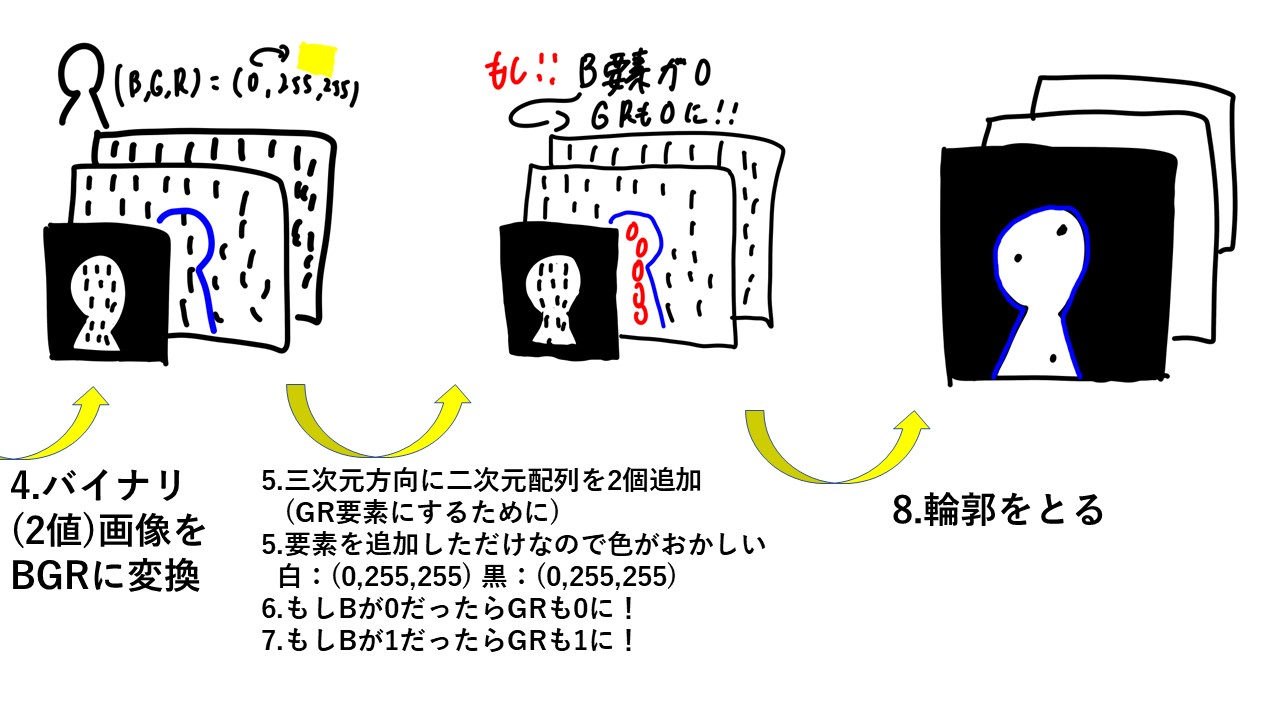 (B,G,R)=(0,255,255)
もし!! B要素が0
GRも0に!!
0
0
0
0
0
4.バイナリ
(2値)画像を
BGRに変換
5.三次元方向に二次元配列を2個追加
(GR要素にするために)
5.要素を追加しただけなので色がおかしい
白：(0,255,255) 黒：(0,255,255)
6.もしBが0だったらGRも0に！
7.もしBが1だったらGRも1に！
8.輪郭をとる